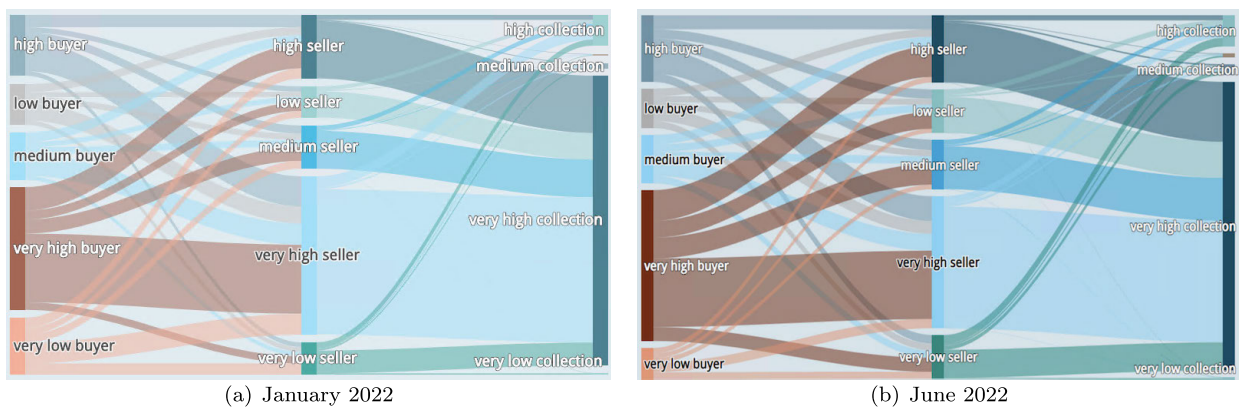 high buyer
low buyer
medium buyer
very high buyer
very low buyer
high seller
low seller
medium seller
very high seller
very low seller
high collection
medium collection
very high collection
very low collection
(a) January 2022
high buyer
low buyer
medium buyer
very high buyer
very low buyer
high seller
low seller
medium seller
very high seller
very low seller
high collection
medium collection
very high collection
very low collection
(b) June 2022